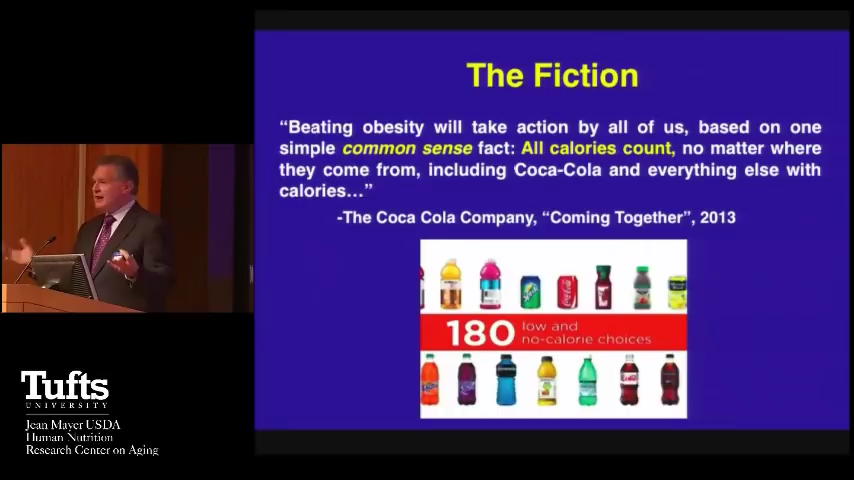 The Fiction
“Beating obesity will take action by all of us, based on one
simple common sense fact: All calories count, no matter where
they come from, including Coca-Cola and everything else with
calories…”
-The Coca Cola Company, “Coming Together”, 2013
180 low and
no-calorie choices
Tufts
UNIVERSITY
Jean Mayer USDA
Human Nutrition
Research Center on Aging